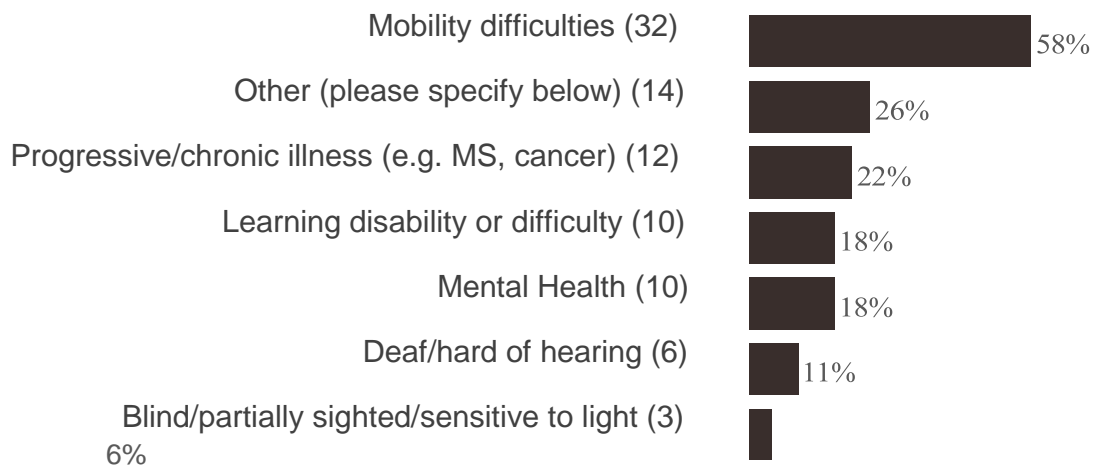 Mobility difficulties (32) 58%
Other (please specify below) (14) 26%
Progressive/chronic illness (e.g. MS, cancer) (12) 22%
Learning disability or difficulty (10) 18%
Mental Health (10) 18%
Deaf/hard of hearing (6) 11%
Blind/partially sighted/sensitive to light (3)
6%